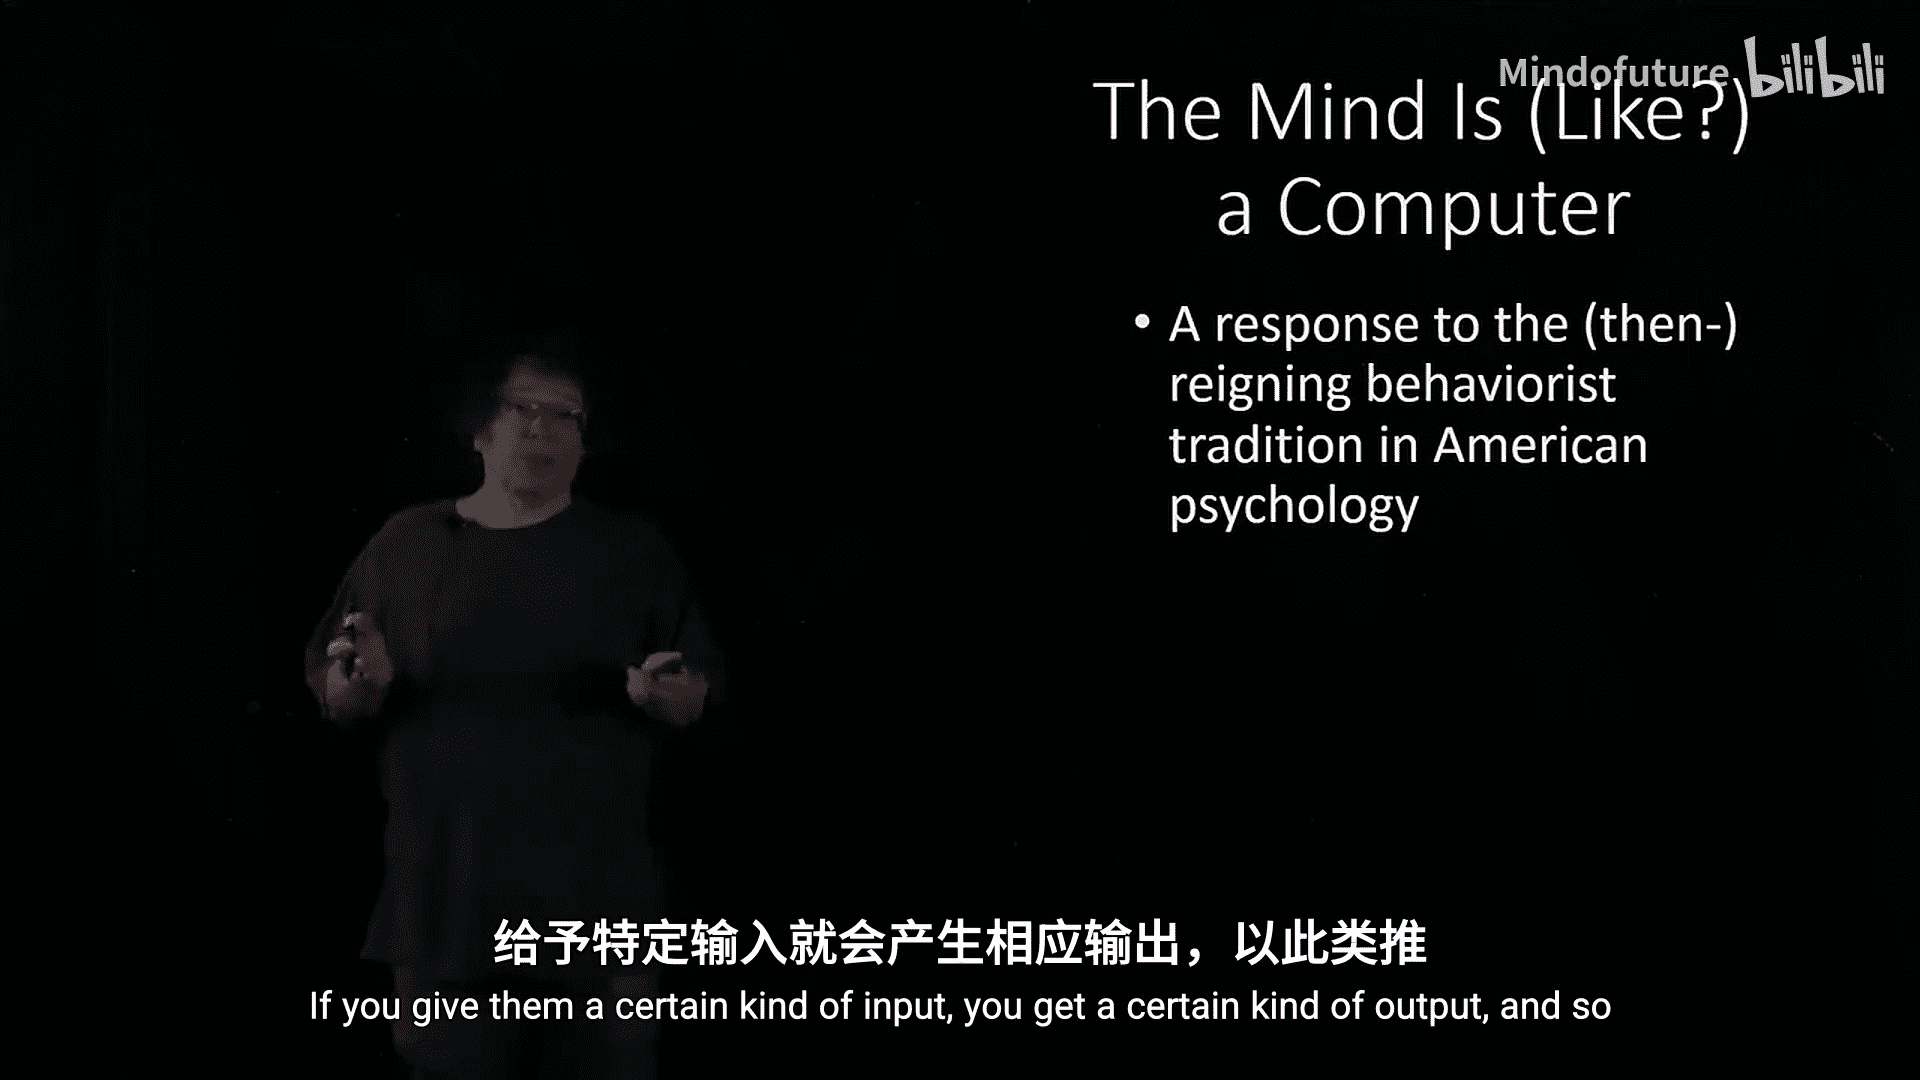 Mindofuture bilibili
The Mind Is (Like?)
a Computer
• A response to the (then-)
reigning behaviorist
tradition in American
psychology
给予特定输入就会产生相应输出，以此类推
If you give them a certain kind of input, you get a certain kind of output, and so